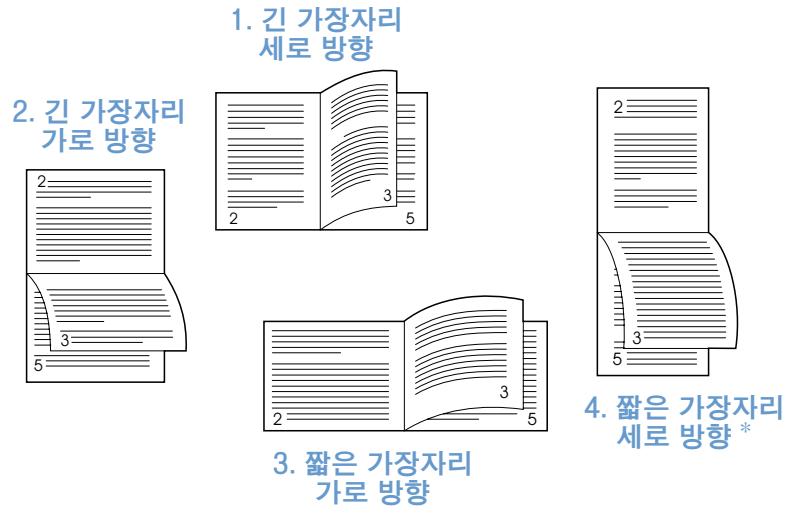 1. 긴 가장자리
세로 방향
2. 긴 가장자리
가로 방향
2
3
5
2
3
5
2
3
5
2
3
5
3. 짧은 가장자리
가로 방향
4. 짧은 가장자리
세로 방향 *